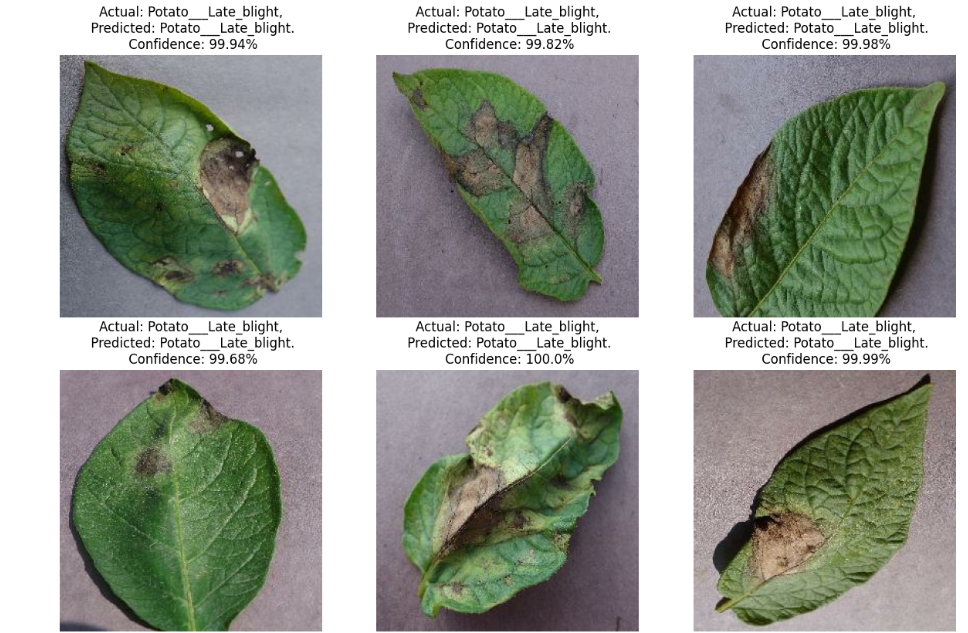 Actual: Potato___Late_blight,
Predicted: Potato___Late_blight.
Confidence: 99.94%
Actual: Potato___Late_blight,
Predicted: Potato___Late_blight.
Confidence: 99.82%
Actual: Potato___Late_blight,
Predicted: Potato___Late_blight.
Confidence: 99.98%
Actual: Potato___Late_blight,
Predicted: Potato___Late_blight.
Confidence: 99.68%
Actual: Potato___Late_blight,
Predicted: Potato___Late_blight.
Confidence: 100.0%
Actual: Potato___Late_blight,
Predicted: Potato___Late_blight.
Confidence: 99.99%